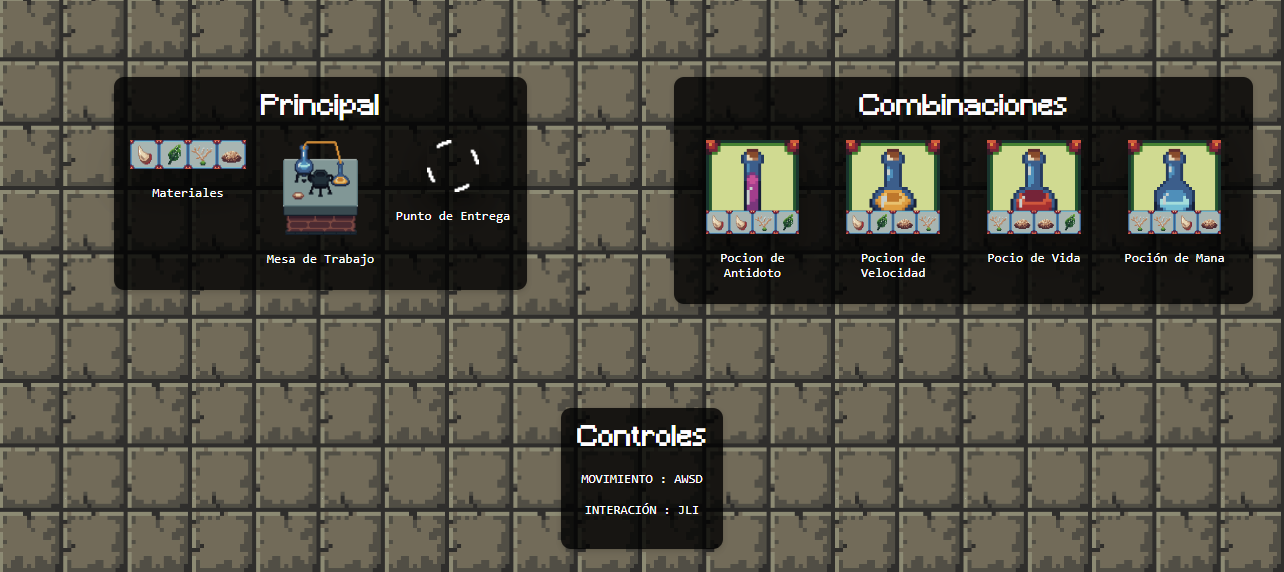 Principal
Materiales
Mesa de Trabajo
Punto de Entrega
Combinaciones
Pocion de
Antidoto
Pocion de
Velocidad
Pocio de Vida
Poción de Mana
Controles
MOVIMIENTO : AWSD
INTERACIÓN : JLI